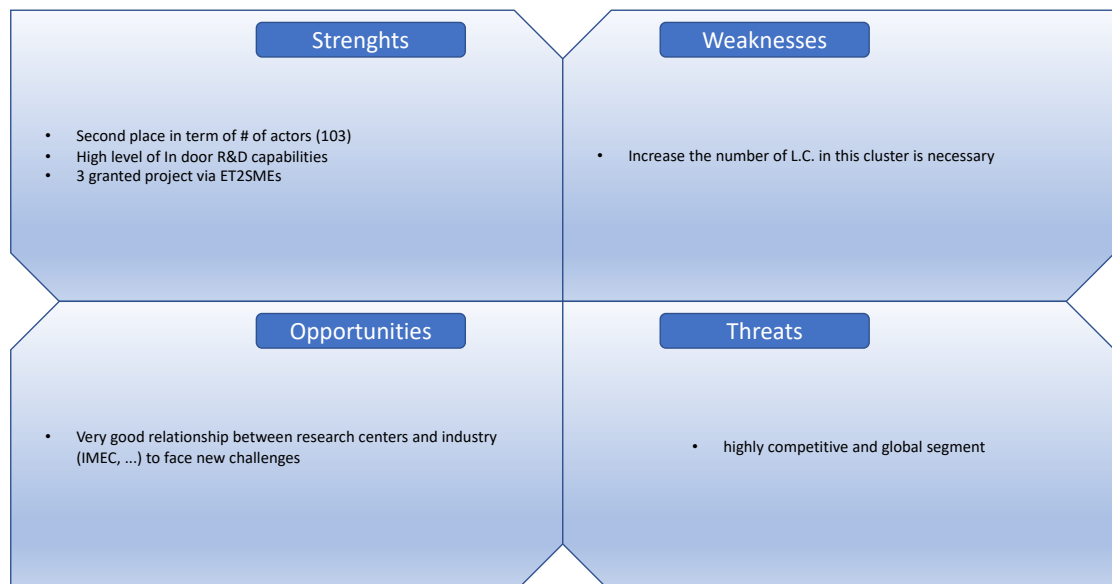 Strenghts
• Second place in term of # of actors (103)
• High level of In door R&D capabilities
• 3 granted project via ET2SMEs
Weaknesses
• Increase the number of L.C. in this cluster is necessary
Opportunities
• Very good relationship between research centers and industry
(IMEC, ...) to face new challenges
Threats
• highly competitive and global segment